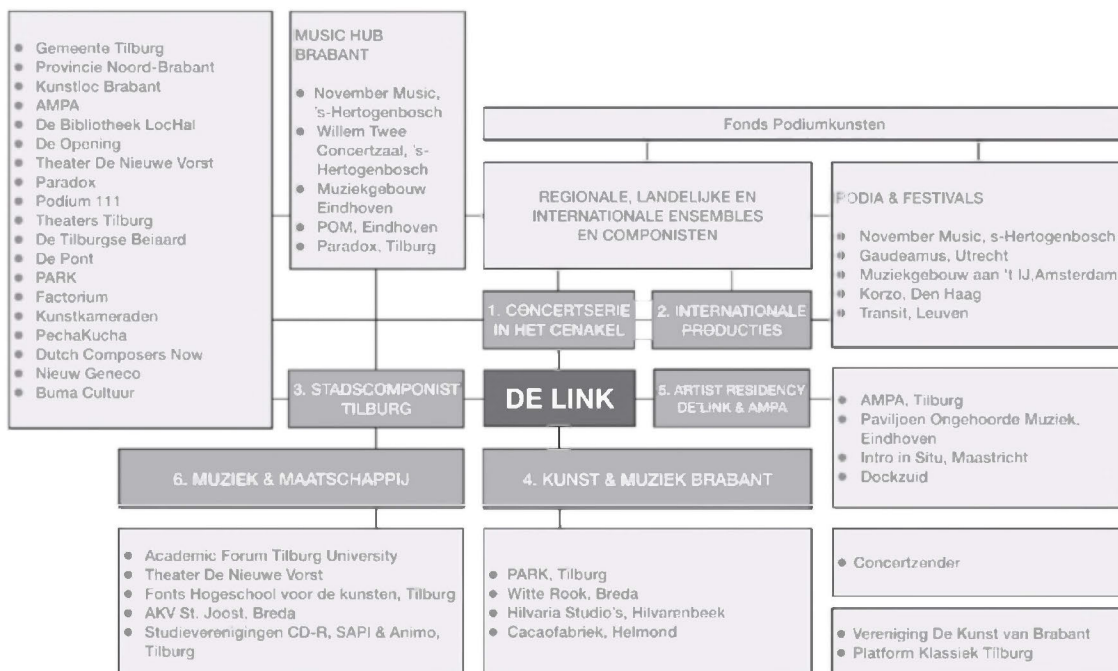 Gemeente Tilburg
Provincie Noord-Brabant
Kunstloc Brabant
AMPA
De Bibliotheek LocHal
De Opening
Theater De Nieuwe Vorst
Paradox
Podium 111
Theaters Tilburg
De Tilburgse Beiaard
De Pont
PARK
Factorium
Kunstkameraden
PechaKucha
Dutch Composers Now
Nieuw Geneco
Buma Cultuur
MUSIC HUB
BRABANT
November Music,
's-Hertogenbosch
Willem Twee
Concertzaal, 's-
Hertogenbosch
Muziekgebouw
Eindhoven
POM, Eindhoven
Paradox, Tilburg
Fonds Podiumkunsten
REGIONALE, LANDELIJKE EN
INTERNATIONALE ENSEMBLES
EN COMPONISTEN
PODIA & FESTIVALS
November Music, s-Hertogenbosch
Gaudeamus, Utrecht
Muziekgebouw aan 't IJ,Amsterdam
Korzo, Den Haag
Transit, Leuven
1. CONCERTSERIE
IN HET CENAKEL
2. INTERNATIONALE
PRODUCTIES
3. STADSCOMPONIST
TILBURG
DE LINK
5. ARTIST RESIDENCY
DE LINK & AMPA
AMPA, Tilburg
Paviljoen Ongehoorde Muziek,
Eindhoven
Intro in Situ, Maastricht
Dockzuid
6. MUZIEK & MAATSCHAPPIJ
4. KUNST & MUZIEK BRABANT
Academic Forum Tilburg University
Theater De Nieuwe Vorst
Fonts Hogeschool voor de kunsten, Tilburg
AKV St. Joost, Breda
Studieverenigingen CD-R, SAPI & Animo,
Tilburg
PARK, Tilburg
Witte Rook, Breda
Hilvaria Studio's, Hilvarenbeek
Cacaofabriek, Helmond
Concertzender
Vereniging De Kunst van Brabant
Platform Klassiek Tilburg